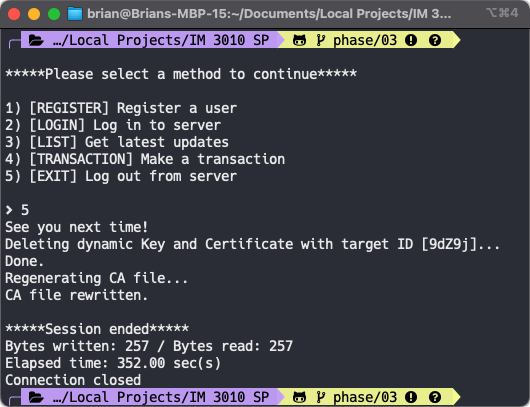 brian@Brians-MBP-15:~/Documents/Local Projects/IM 3... ⌥⌘4
…/Local Projects/IM 3010 SP phase/03
*****Please select a method to continue*****
1) [REGISTER] Register a user
2) [LOGIN] Log in to server
3) [LIST] Get latest updates
4) [TRANSACTION] Make a transaction
5) [EXIT] Log out from server
> 5
See you next time!
Deleting dynamic Key and Certificate with target ID [9dZ9j]...
Done.
Regenerating CA file...
CA file rewritten.
*****Session ended*****
Bytes written: 257 / Bytes read: 257
Elapsed time: 352.00 sec(s)
Connection closed
…/Local Projects/IM 3010 SP phase/03